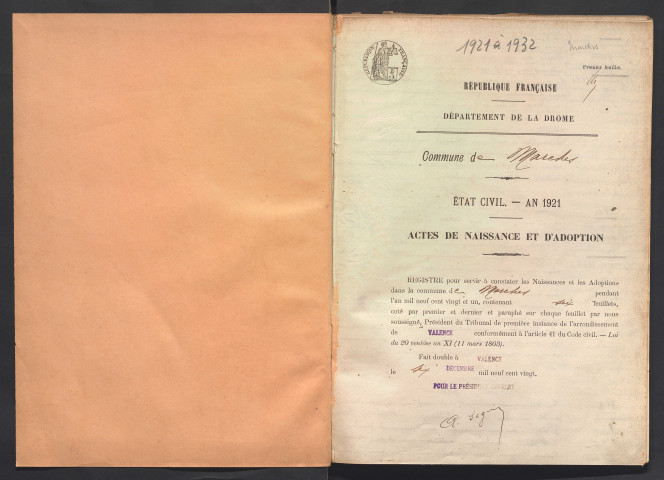 1921 à 1932
Marches
Premier feuillet.
RÉPUBLIQUE FRANÇAISE
RÉPUBLIQUE FRANÇAISE
DÉPARTEMENT DE LA DROME
Commune de Marches
ÉTAT CIVIL. — AN 1921
ACTES DE NAISSANCE ET D'ADOPTION
REGISTRE pour servir à constater les Naissances et les Adoptions
dans la commune de Marches pendant
l'an mil neuf cent vingt et un, contenant six feuillets,
coté par premier et dernier et paraphé sur chaque feuillet par nous
soussigné, Président du Tribunal de première instance de l'arrondissement
de VALENCE conformément à l'article 41 du Code civil. — Loi
du 20 ventôse an XI (11 mars 1803).
Fait double à VALENCE
le six DÉCEMBRE mil neuf cent vingt.
POUR LE PRÉSIDENT